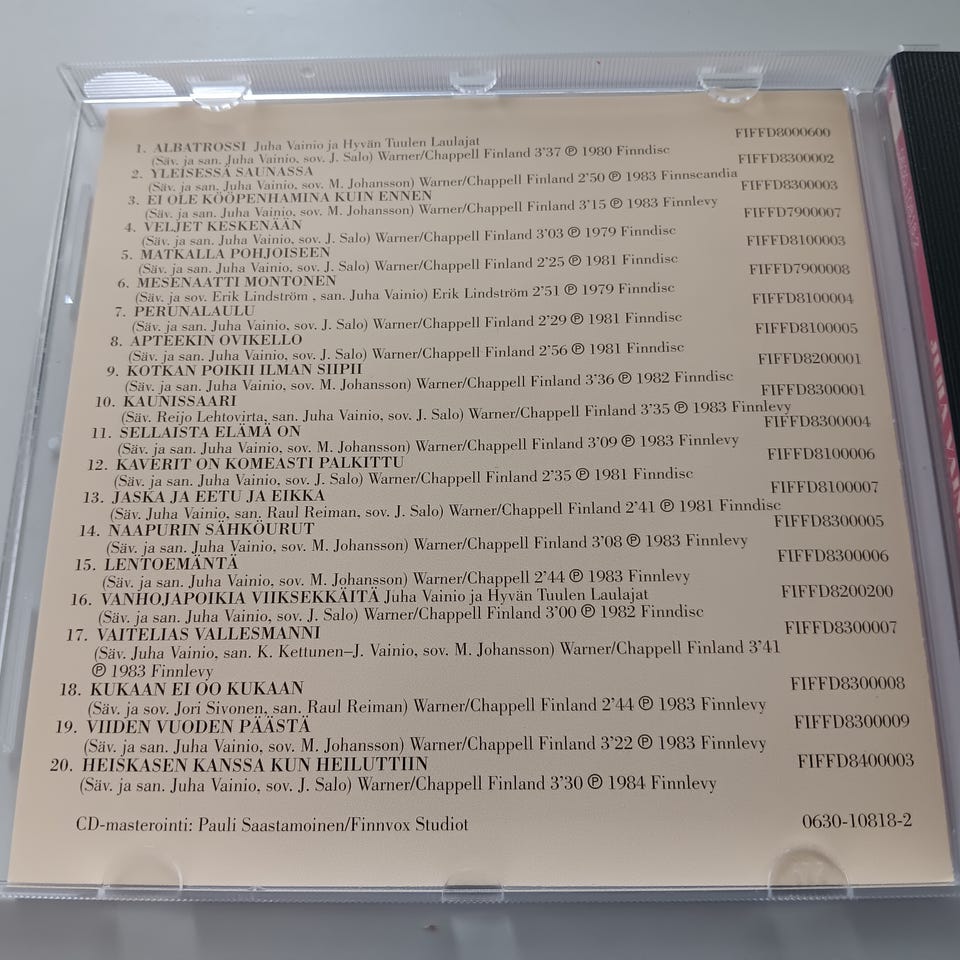 1. ALBATROSSI Juha Vainio ja Hyvän Tuulen Laulajat FIFFD8000600
(Säv. ja san. Juha Vainio, sov. J. Salo) Warner/Chappell Finland 3'37 ℗ 1980 Finndisc
2. YLEISESSÄ SAUNASSA FIFFD8300002
(Säv. ja san. Juha Vainio, sov. M. Johansson) Warner/Chappell Finland 2'50 ℗ 1983 Finnscandia
3. EI OLE KÖÖPENHAMINA KUIN ENNEN FIFFD8300003
(Säv. ja san. Juha Vainio, sov. M. Johansson) Warner/Chappell Finland 3'15 ℗ 1983 Finnlevy
4. VELJET KESKENÄÄN FIFFD7900007
(Säv. ja san. Juha Vainio, sov. J. Salo) Warner/Chappell Finland 3'03 ℗ 1979 Finndisc
5. MATKALLA POHJOISEEN FIFFD8100003
(Säv. ja san. Juha Vainio, sov. J. Salo) Warner/Chappell Finland 2'25 ℗ 1981 Finndisc
6. MESENAATTI MONTONEN FIFFD7900008
(Säv. ja sov. Erik Lindström , san. Juha Vainio) Erik Lindström 2'51 ℗ 1979 Finndisc
7. PERUNALAULU FIFFD8100004
(Säv. ja san. Juha Vainio, sov. J. Salo) Warner/Chappell Finland 2'29 ℗ 1981 Finndisc
8. APTEEKIN OVIKELLO FIFFD8100005
(Säv. ja san. Juha Vainio, sov. J. Salo) Warner/Chappell Finland 2'56 ℗ 1981 Finndisc
9. KOTKAN POIKII ILMAN SIIPII FIFFD8200001
(Säv. ja san. Juha Vainio, sov. M. Johansson) Warner/Chappell Finland 3'36 ℗ 1982 Finndisc
10. KAUNISSAARI FIFFD8300001
(Säv. Reijo Lehtovirta, san. Juha Vainio, sov. J. Salo) Warner/Chappell Finland 3'35 ℗ 1983 Finnlevy
11. SELLAISTA ELÄMÄ ON FIFFD8300004
(Säv. ja san. Juha Vainio, sov. M. Johansson) Warner/Chappell Finland 3'09 ℗ 1983 Finnlevy
12. KAVERIT ON KOMEASTI PALKITTU FIFFD8100006
(Säv. ja san. Juha Vainio, sov. J. Salo) Warner/Chappell Finland 2'35 ℗ 1981 Finndisc
13. JASKA JA EETU JA EIKKA FIFFD8100007
(Säv. Juha Vainio, san. Raul Reiman, sov. J. Salo) Warner/Chappell Finland 2'41 ℗ 1981 Finndisc
14. NAAPURIN SÄHKÖURUT FIFFD8300005
(Säv. ja san. Juha Vainio, sov. M. Johansson) Warner/Chappell Finland 3'08 ℗ 1983 Finnlevy
15. LENTOEMÄNTÄ FIFFD8300006
(Säv. ja san. Juha Vainio, sov. M. Johansson) Warner/Chappell 2'44 ℗ 1983 Finnlevy
16. VANHOJAPOIKIA VIIKSEKKÄITÄ Juha Vainio ja Hyvän Tuulen Laulajat FIFFD8200200
(Säv. ja san. Juha Vainio, sov. J. Salo) Warner/Chappell Finland 3'00 ℗ 1982 Finndisc
17. VAITELIAS VALLESMANNI FIFFD8300007
(Säv. Juha Vainio, san. K. Kettunen–J. Vainio, sov. M. Johansson) Warner/Chappell Finland 3'41
℗ 1983 Finnlevy
18. KUKAAN EI OO KUKAAN FIFFD8300008
(Säv. ja sov. Jori Sivonen, san. Raul Reiman) Warner/Chappell Finland 2'44 ℗ 1983 Finnlevy
19. VIIDEN VUODEN PÄÄSTÄ FIFFD8300009
(Säv. ja san. Juha Vainio, sov. M. Johansson) Warner/Chappell Finland 3'22 ℗ 1983 Finnlevy
20. HEISKASEN KANSSA KUN HEILUTTIIN FIFFD8400003
(Säv. ja san. Juha Vainio, sov. J. Salo) Warner/Chappell Finland 3'30 ℗ 1984 Finnlevy
CD-masterointi: Pauli Saastamoinen/Finnvox Studiot 0630-10818-2